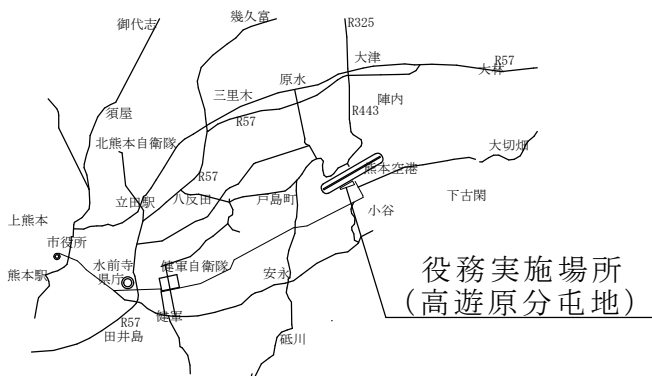 御代志
幾久富
R325
大津
R57
大林
原水
三里木
陣内
R443
須屋
R57
北熊本自衛隊
大切畑
R57
熊本空港
立田駅
八反田
戸島町
下古閑
小谷
上熊本
市役所
水前寺
県庁
健軍自衛隊
安永
熊本駅
役務実施場所
(高遊原分屯地)
R57
健軍
田井島
砥川